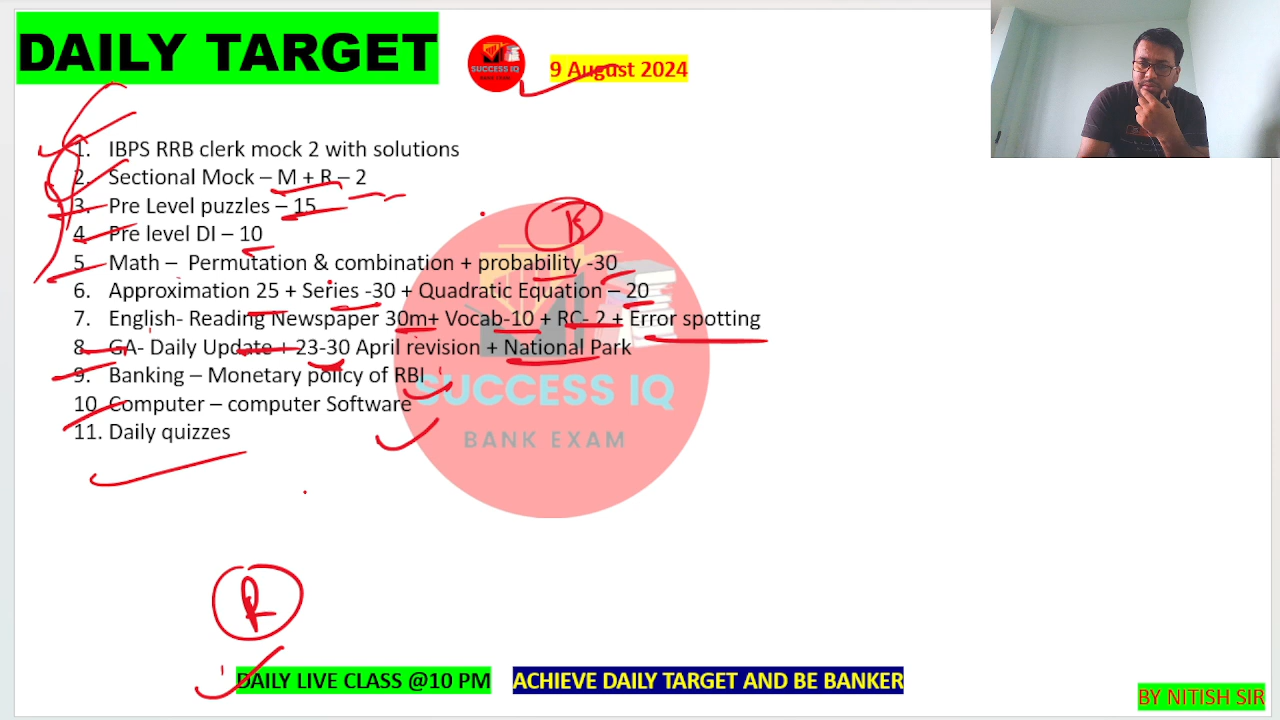 DAILY TARGET
SUCCESS IQ
BANK EXAM
9 August 2024
1. IBPS RRB clerk mock 2 with solutions
2. Sectional Mock – M + R – 2
3. Pre Level puzzles – 15
4. Pre level DI – 10
5. Math – Permutation & combination + probability -30
6. Approximation 25 + Series -30 + Quadratic Equation – 20
7. English- Reading Newspaper 30m+ Vocab-10 + RC- 2 + Error spotting
8. GA- Daily Update + 23-30 April revision + National Park
9. Banking – Monetary policy of RBI
10. Computer – computer Software
11. Daily quizzes
SUCCESS IQ
BANK EXAM
R
DAILY LIVE CLASS @10 PM
ACHIEVE DAILY TARGET AND BE BANKER
BY NITISH SIR